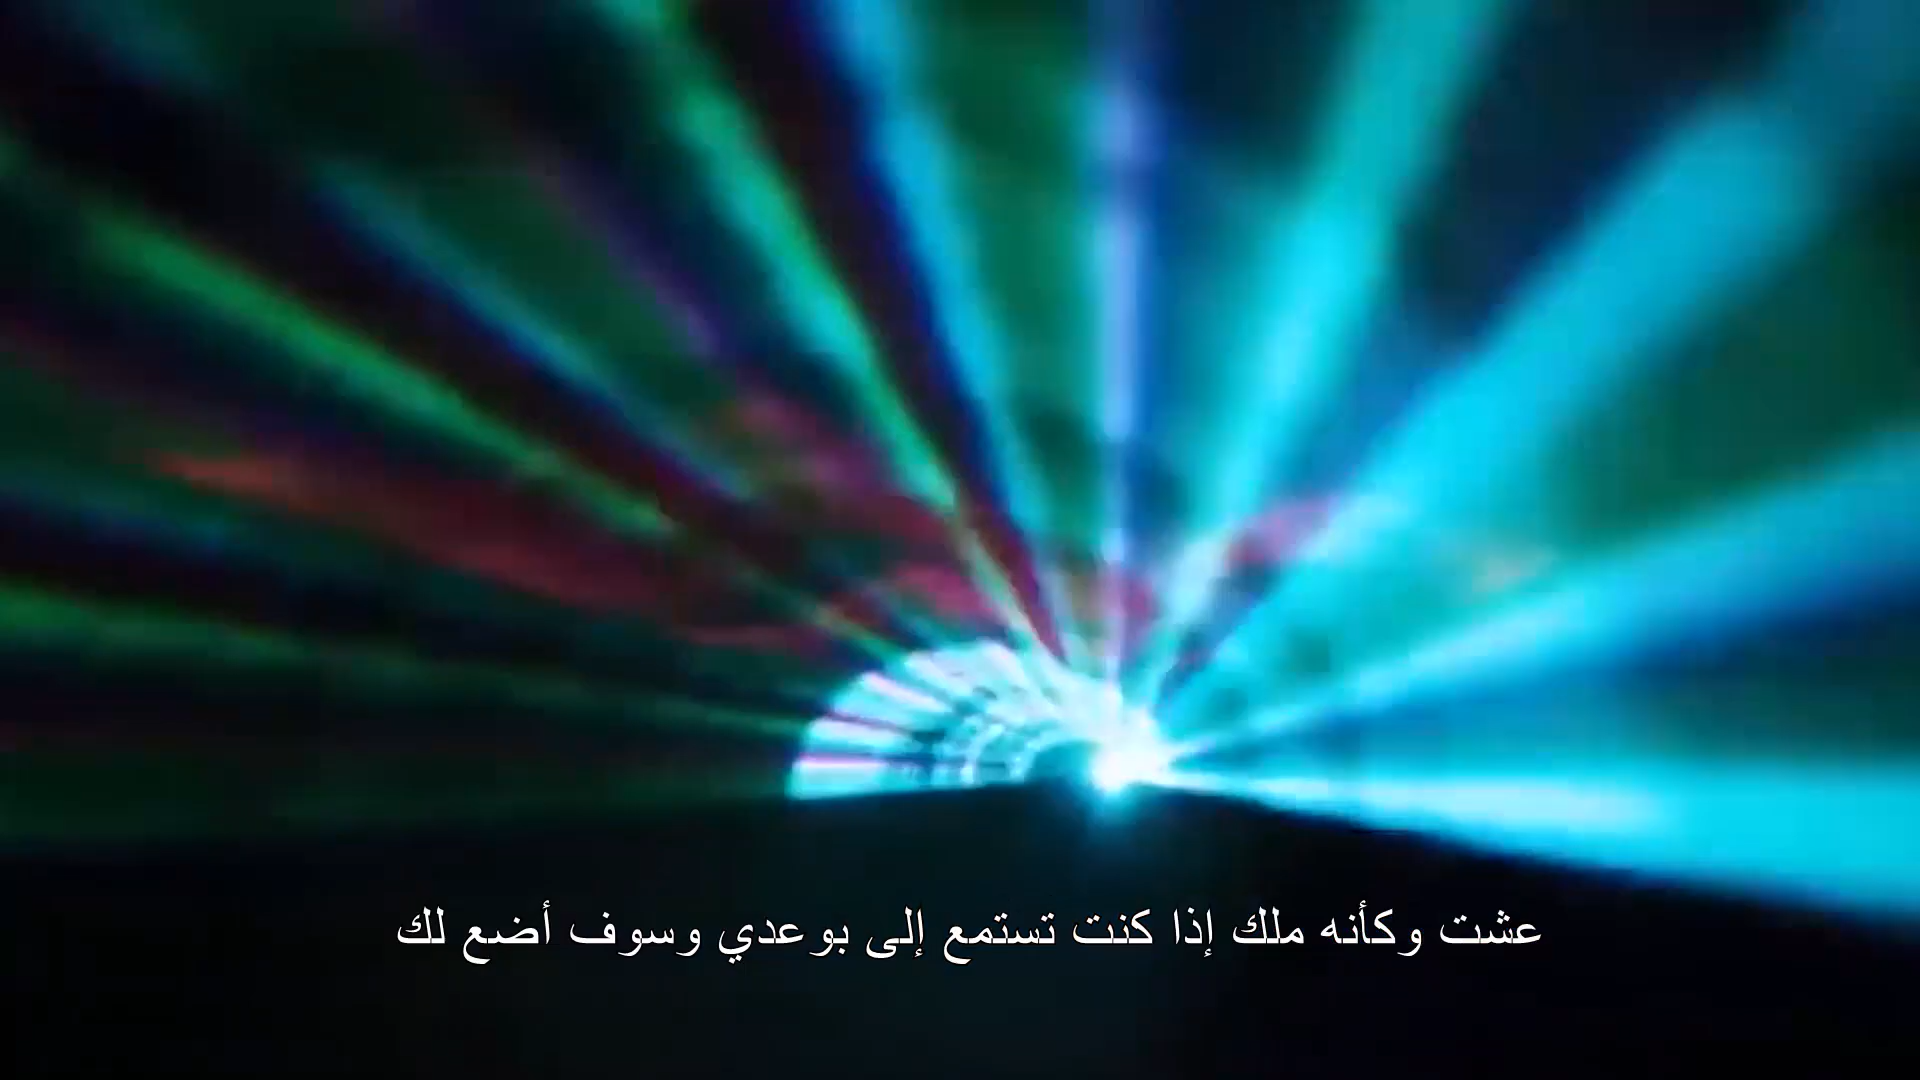 عشت وكأنه ملك إذا كنت تستمع إلى بوعدي وسوف أضع لك